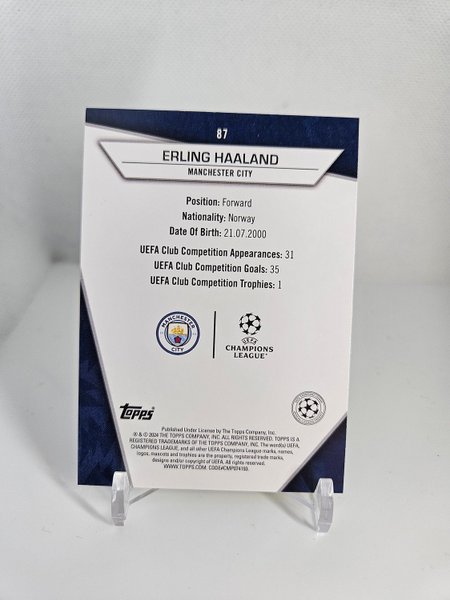 87
ERLING HAALAND
MANCHESTER CITY
Position: Forward
Nationality: Norway
Date Of Birth: 21.07.2000
UEFA Club Competition Appearances: 31
UEFA Club Competition Goals: 35
UEFA Club Competition Trophies: 1
MANCHESTER
CITY
UEFA
CHAMPIONS
LEAGUE
topps
Published Under License by The Topps Company, Inc.
® & © 2024 THE TOPPS COMPANY, INC. ALL RIGHTS RESERVED. TOPPS IS A
REGISTERED TRADEMARKS OF THE TOPPS COMPANY, INC. The word(s) UEFA,
CHAMPIONS LEAGUE, and all other UEFA Champions League marks, names,
logos, mascots and trophies are the property, registered trade marks,
designs and/or copyright of UEFA. All rights reserved.
WWW.TOPPS.COM